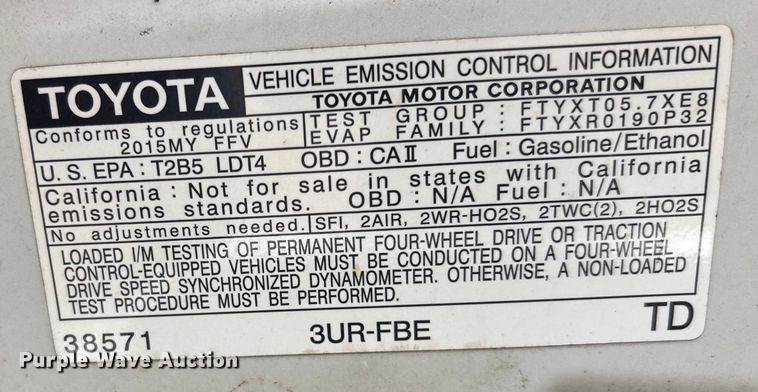 TOYOTA
VEHICLE EMISSION CONTROL INFORMATION
TOYOTA MOTOR CORPORATION
Conforms to regulations
2015MY FFV
TEST GROUP : FTYXT05.7XE8
EVAP FAMILY : FTYXR0190P32
U.S. EPA : T2B5 LDT4 OBD : CAII Fuel : Gasoline/Ethanol
California : Not for sale in states with California
emissions standards. OBD : N/A Fuel : N/A
No adjustments needed. SFI, 2AIR, 2WR-HO2S, 2TWC(2), 2HO2S
LOADED I/M TESTING OF PERMANENT FOUR-WHEEL DRIVE OR TRACTION
CONTROL-EQUIPPED VEHICLES MUST BE CONDUCTED ON A FOUR-WHEEL
DRIVE SPEED SYNCHRONIZED DYNAMOMETER. OTHERWISE, A NON-LOADED
TEST PROCEDURE MUST BE PERFORMED.
38571 3UR-FBE TD
Purple Wave Auction